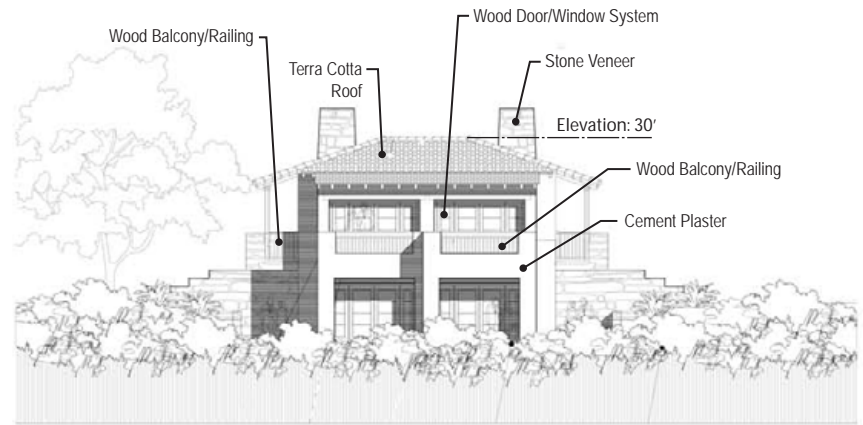 Wood Door/Window System
Wood Balcony/Railing
Stone Veneer
Terra Cotta
Roof
Elevation: 30'
Wood Balcony/Railing
Cement Plaster